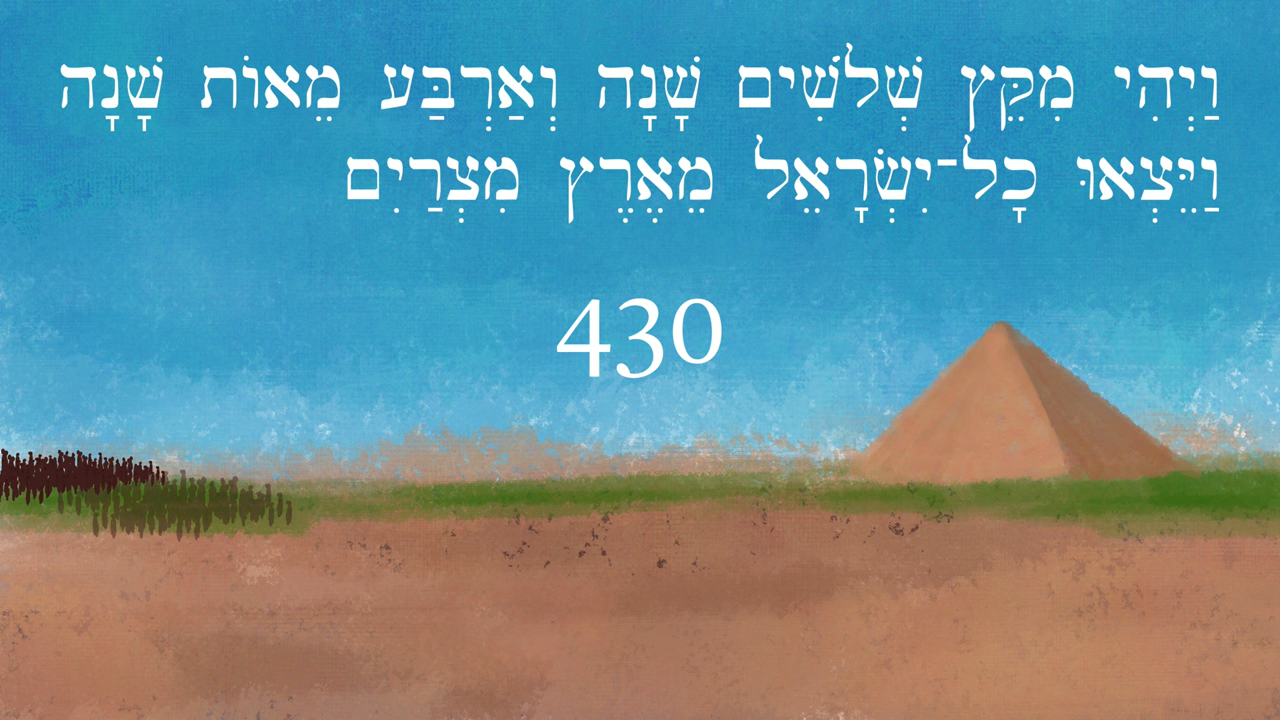 וַיְהִי מִקֵּץ שְׁלֹשִׁים שָׁנָה וְאַרְבַּע מֵאוֹת שָׁנָה
וַיֵּצְאוּ כָל־יִשְׂרָאֵל מֵאֶרֶץ מִצְרַיִם
430